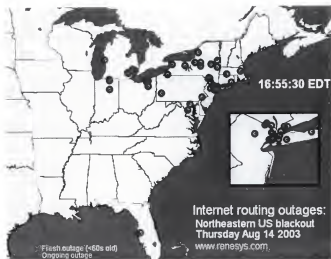 16:55:30 EDT
Internet routing outages:
Northeastern US blackout
Thursday Aug 14 2003
www.renesys.com
Flash outage (<60s old)
Ongoing outage